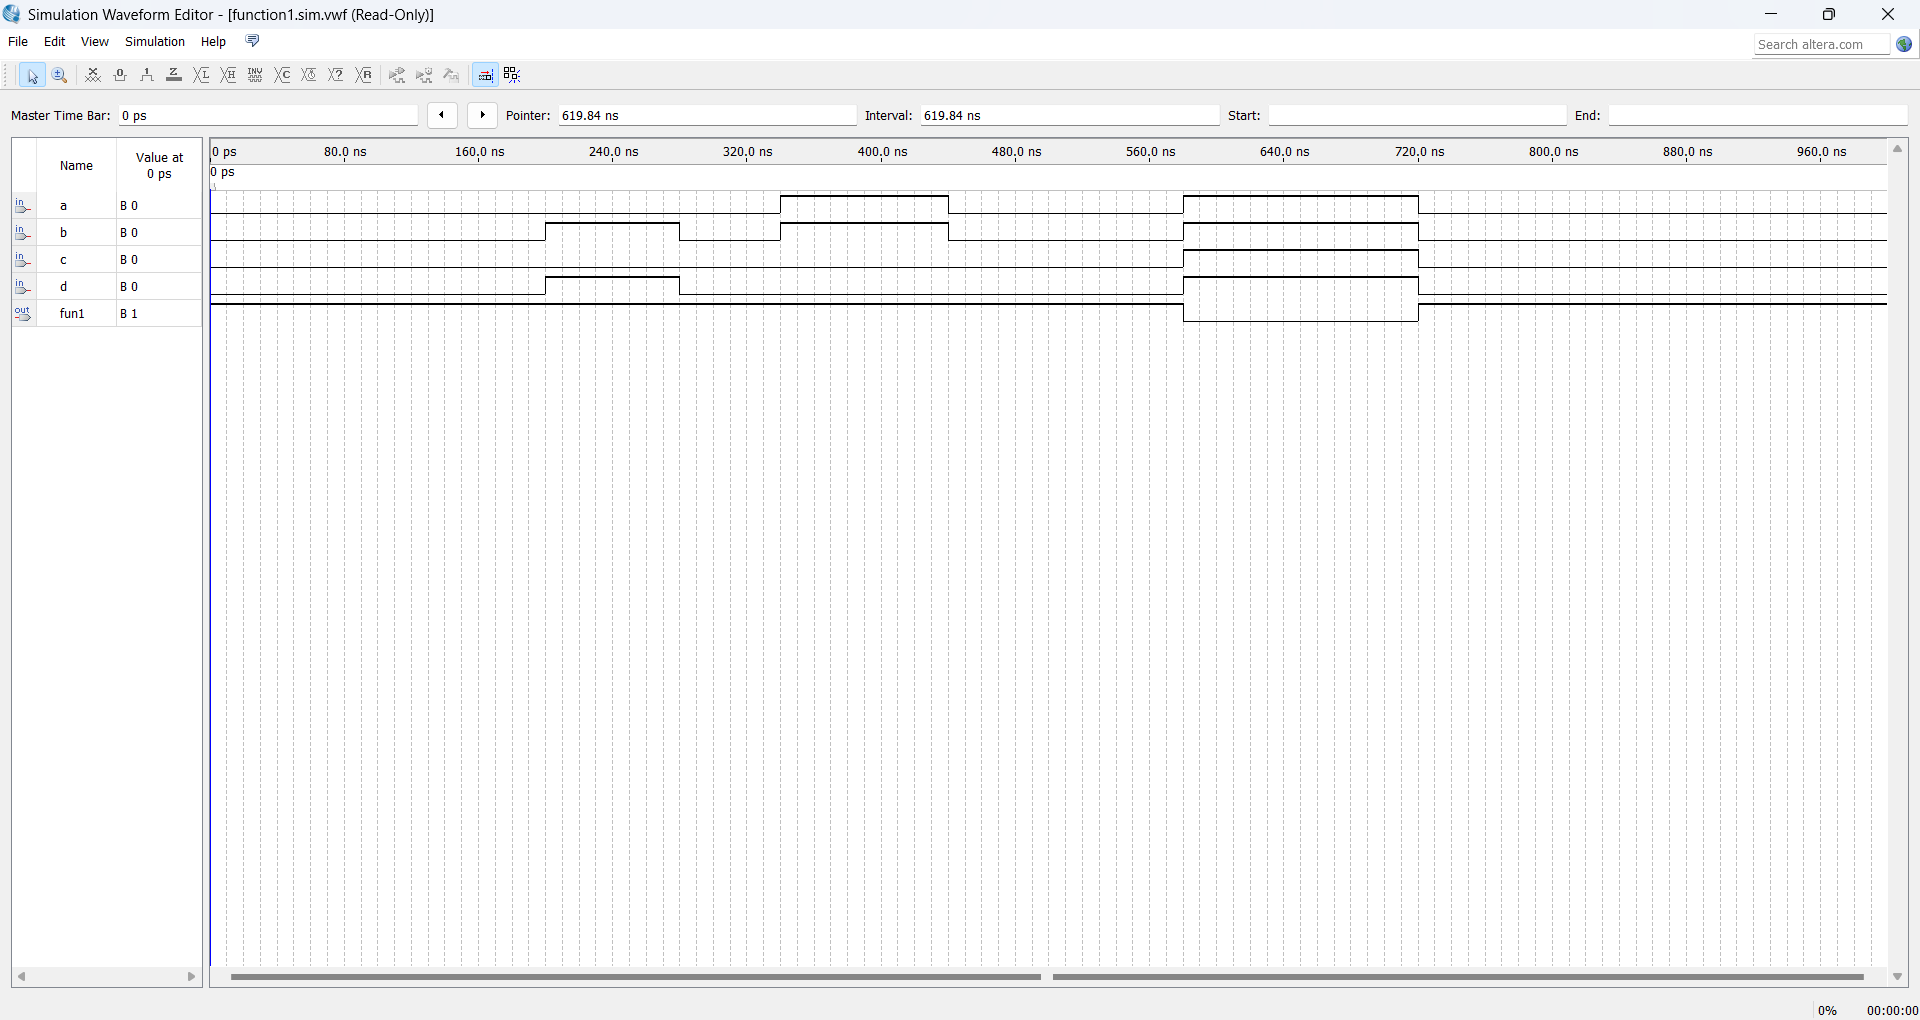 Simulation Waveform Editor - [function1.sim.vwf (Read-Only)]
File Edit View Simulation Help
Search altera.com
Master Time Bar: 0 ps Pointer: 619.84 ns Interval: 619.84 ns Start: End:
Name Value at 0 ps
0 ps 80.0 ns 160.0 ns 240.0 ns 320.0 ns 400.0 ns 480.0 ns 560.0 ns 640.0 ns 720.0 ns 800.0 ns 880.0 ns 960.0 ns
0 ps
in a B 0
in b B 0
in c B 0
in d B 0
out fun1 B 1
0% 00:00:00